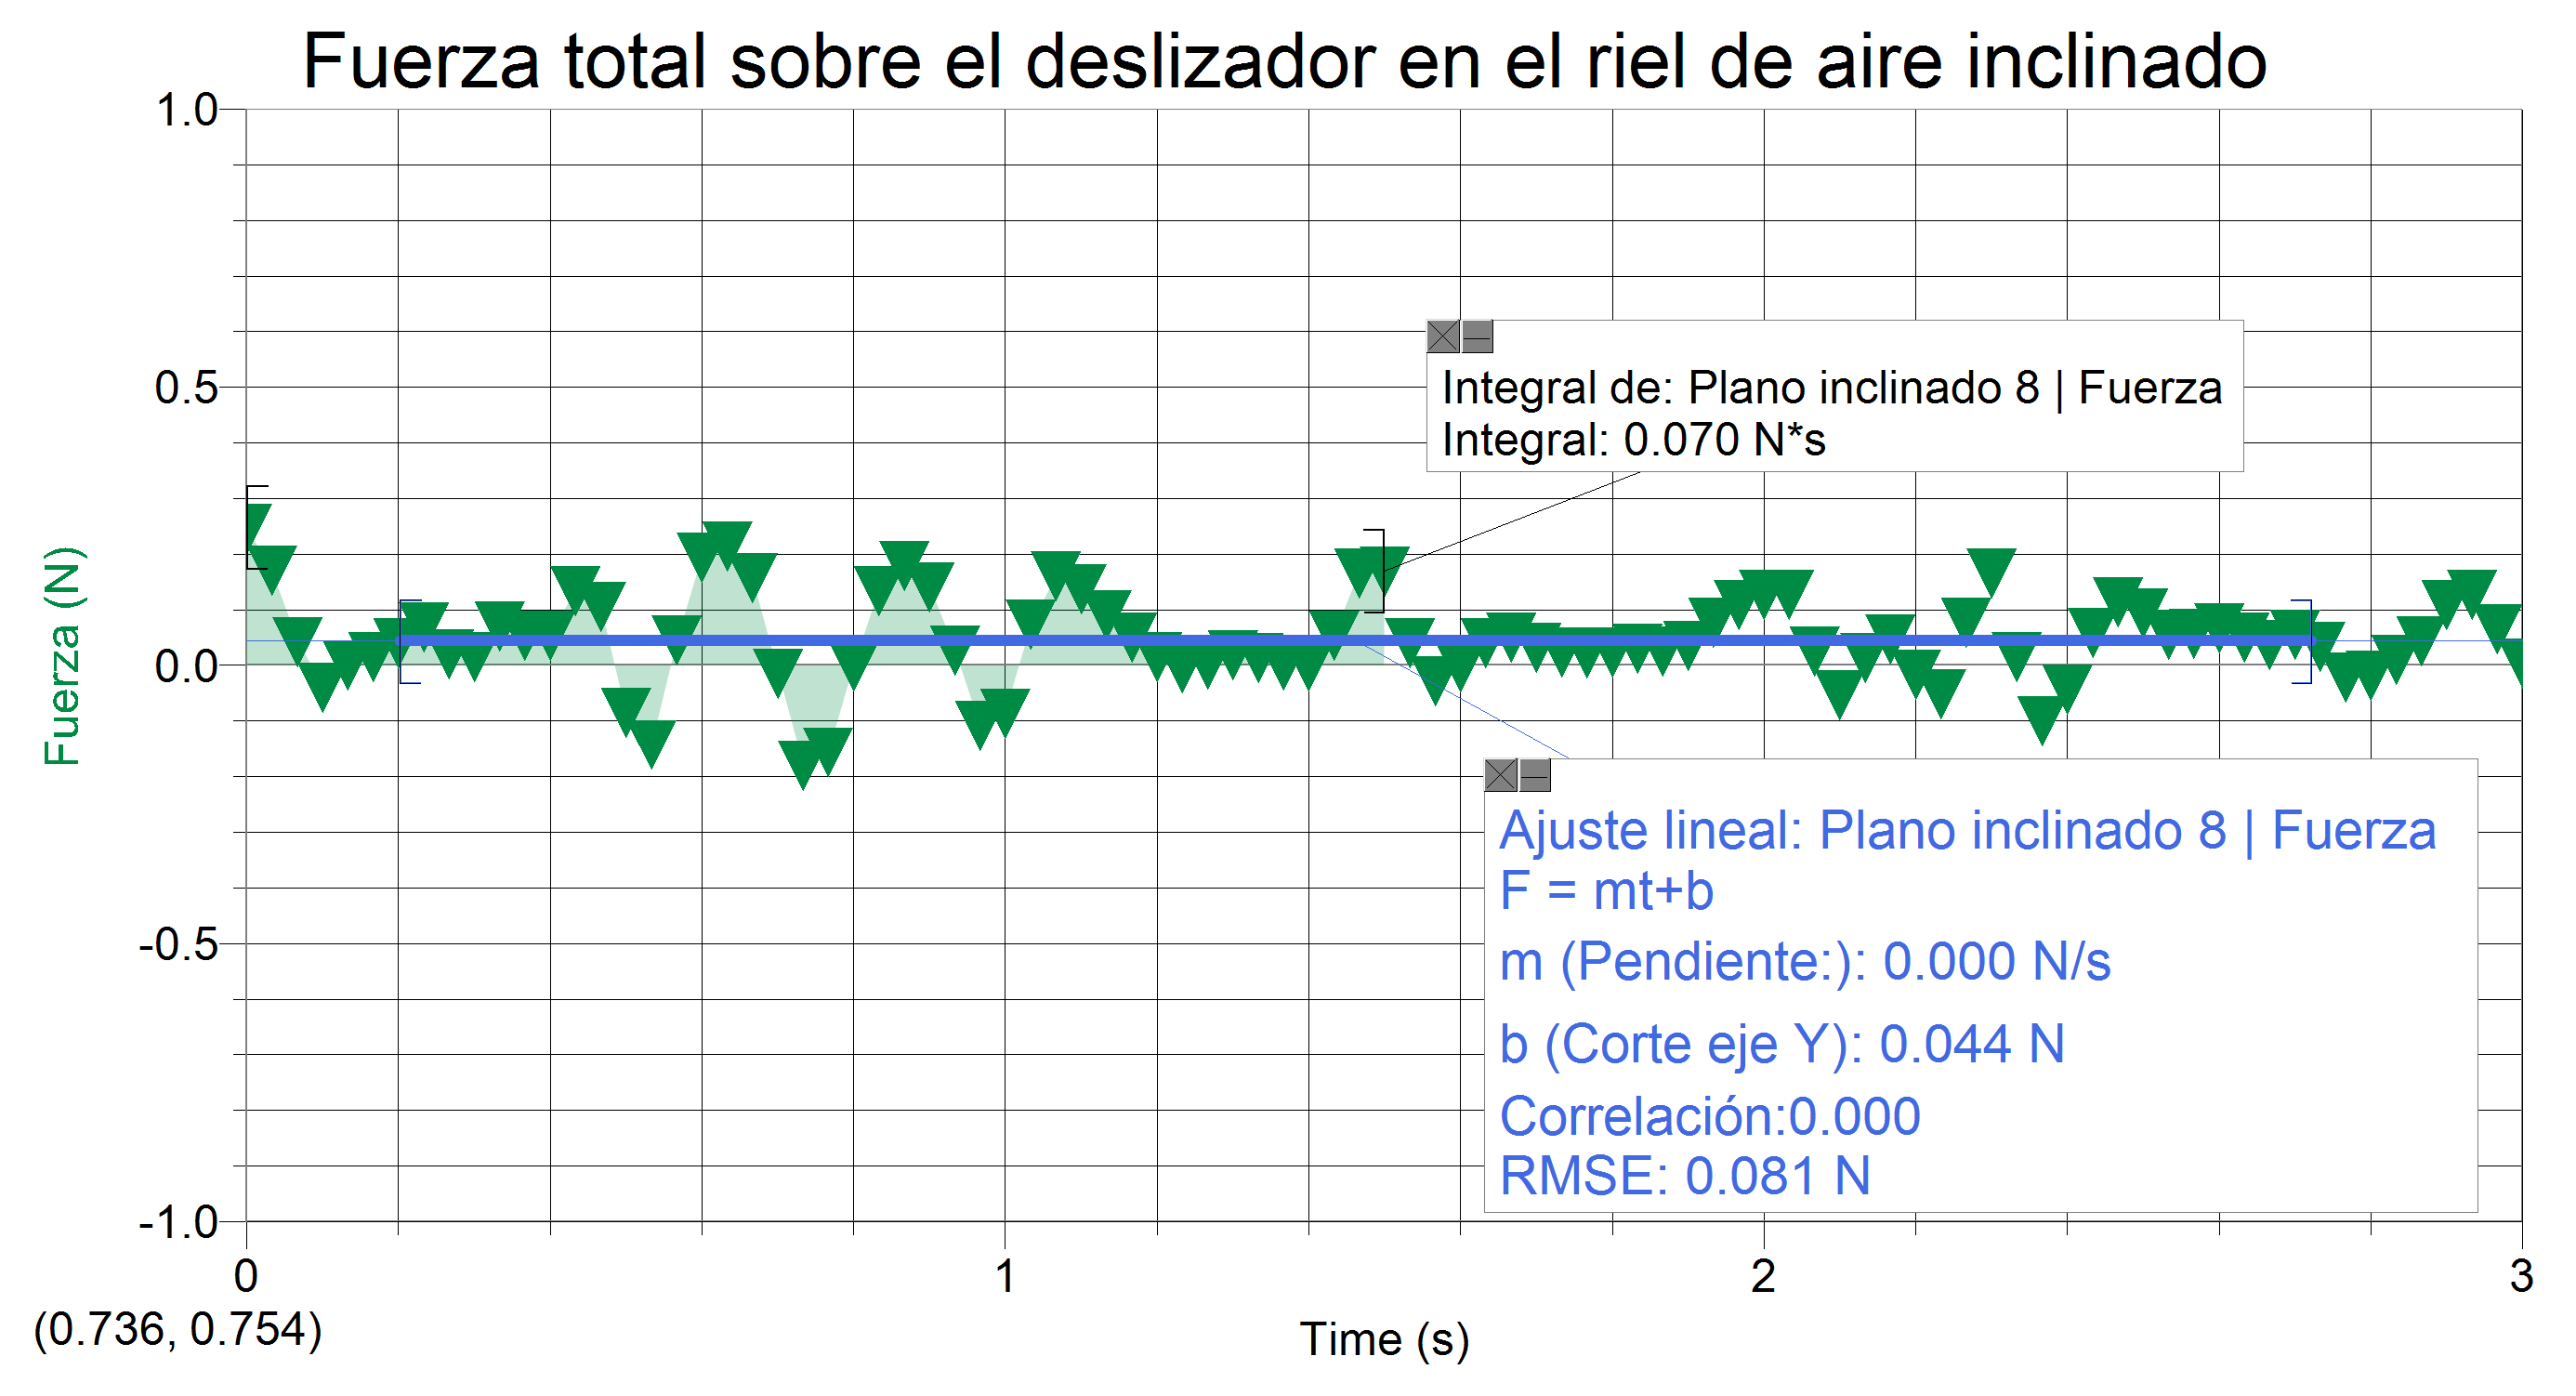 Fuerza total sobre el deslizador en el riel de aire inclinado
1.0
0.5
0.0
-0.5
-1.0
Fuerza (N)
Integral de: Plano inclinado 8 | Fuerza
Integral: 0.070 N*s
Ajuste lineal: Plano inclinado 8 | Fuerza
F = mt+b
m (Pendiente:): 0.000 N/s
b (Corte eje Y): 0.044 N
Correlación:0.000
RMSE: 0.081 N
0 1 2 3
(0.736, 0.754)
Time (s)